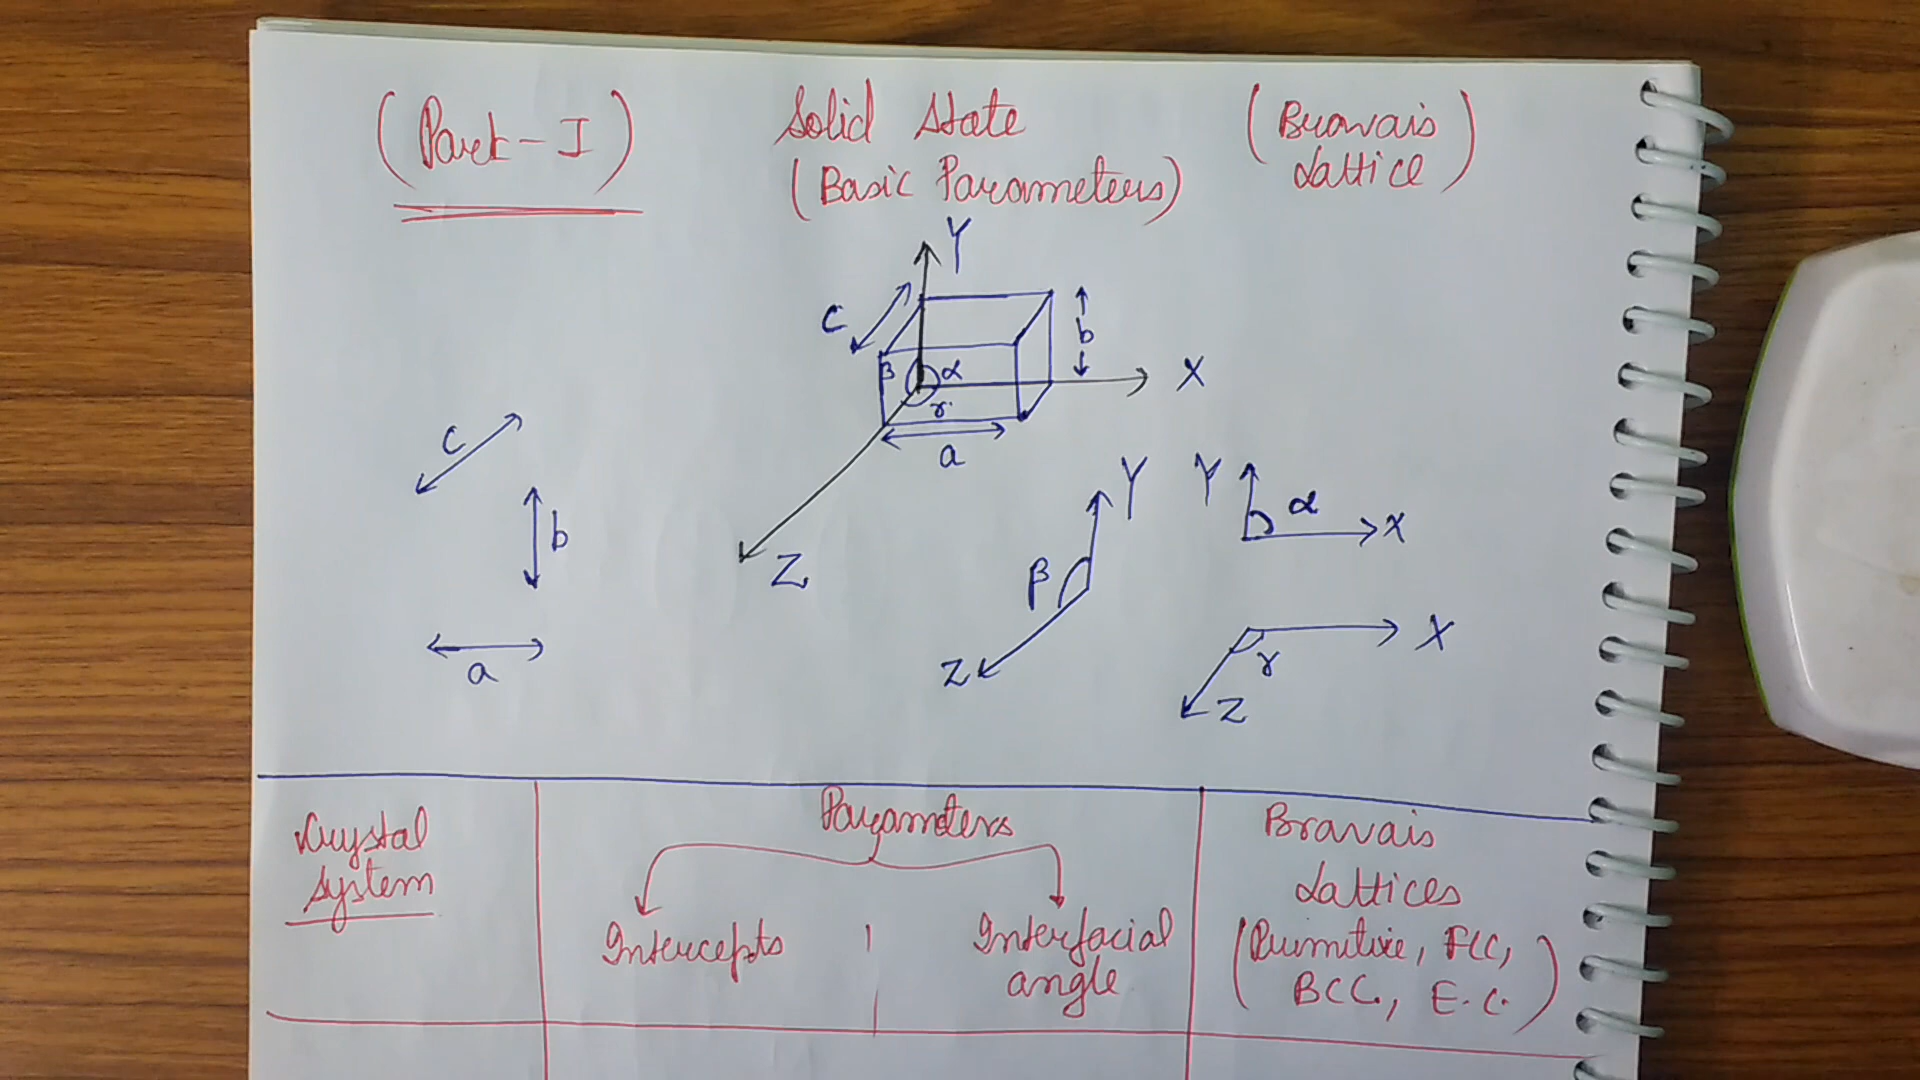 (Part-I)
Solid State
(Basic Parameters)
(Bravais
Lattice)
Y
c
b
β
α
γ
X
a
Z
c
b
a
Y
β
Z
Y
α
X
X
γ
Z
Crystal
System
Parameters
Intercepts
Interfacial
angle
Bravais
Lattices
(Primitive, FCC,
BCC., E.C.)